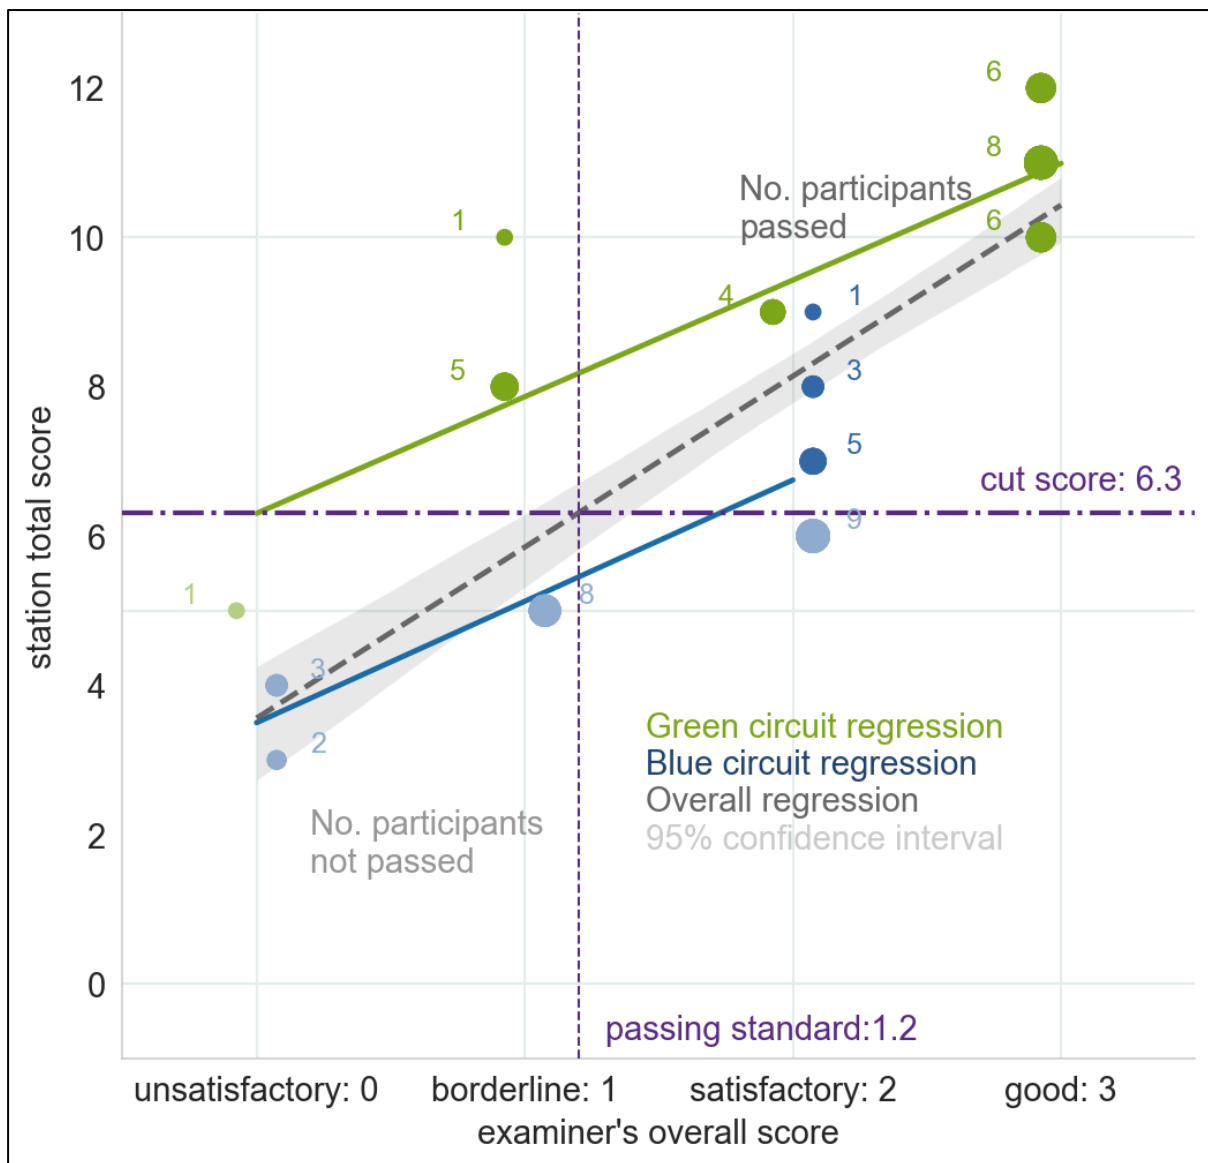 12
10
8
6
4
2
0
station total score
6
8
6
No. participants
passed
1
4
1
5
3
5
cut score: 6.3
9
1
8
3
2
Green circuit regression
Blue circuit regression
Overall regression
95% confidence interval
No. participants
not passed
passing standard:1.2
unsatisfactory: 0
borderline: 1
satisfactory: 2
good: 3
examiner's overall score